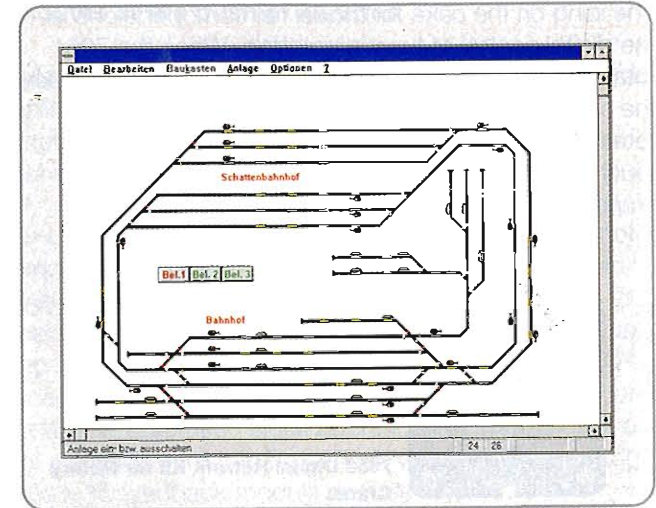 Datei Bearbeiten Baukasten Anlage Optionen ?
Schattenbahnhof
Bel.1 Bel. 2 Bel. 3
Bahnhof
Anlage ein- bzw. ausschalten 24 26